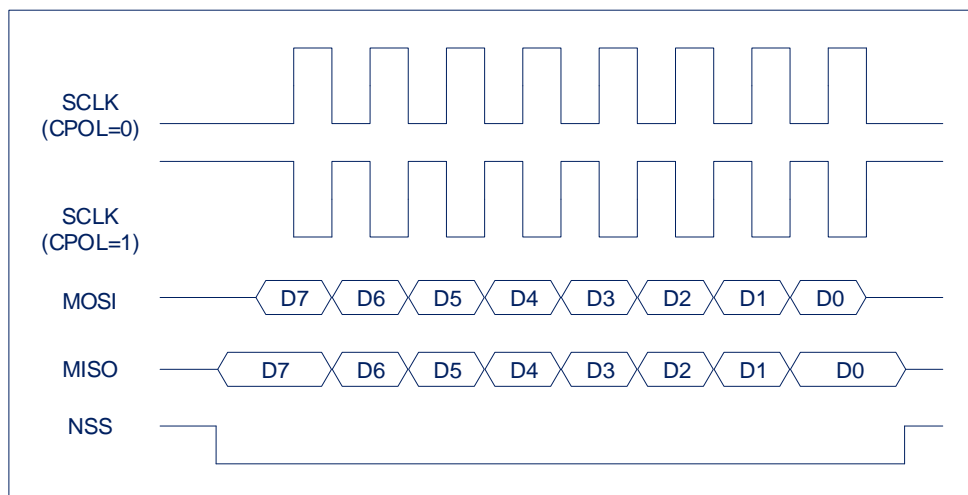 SCLK
(CPOL=0)
SCLK
(CPOL=1)
MOSI D7 D6 D5 D4 D3 D2 D1 D0
MISO D7 D6 D5 D4 D3 D2 D1 D0
NSS